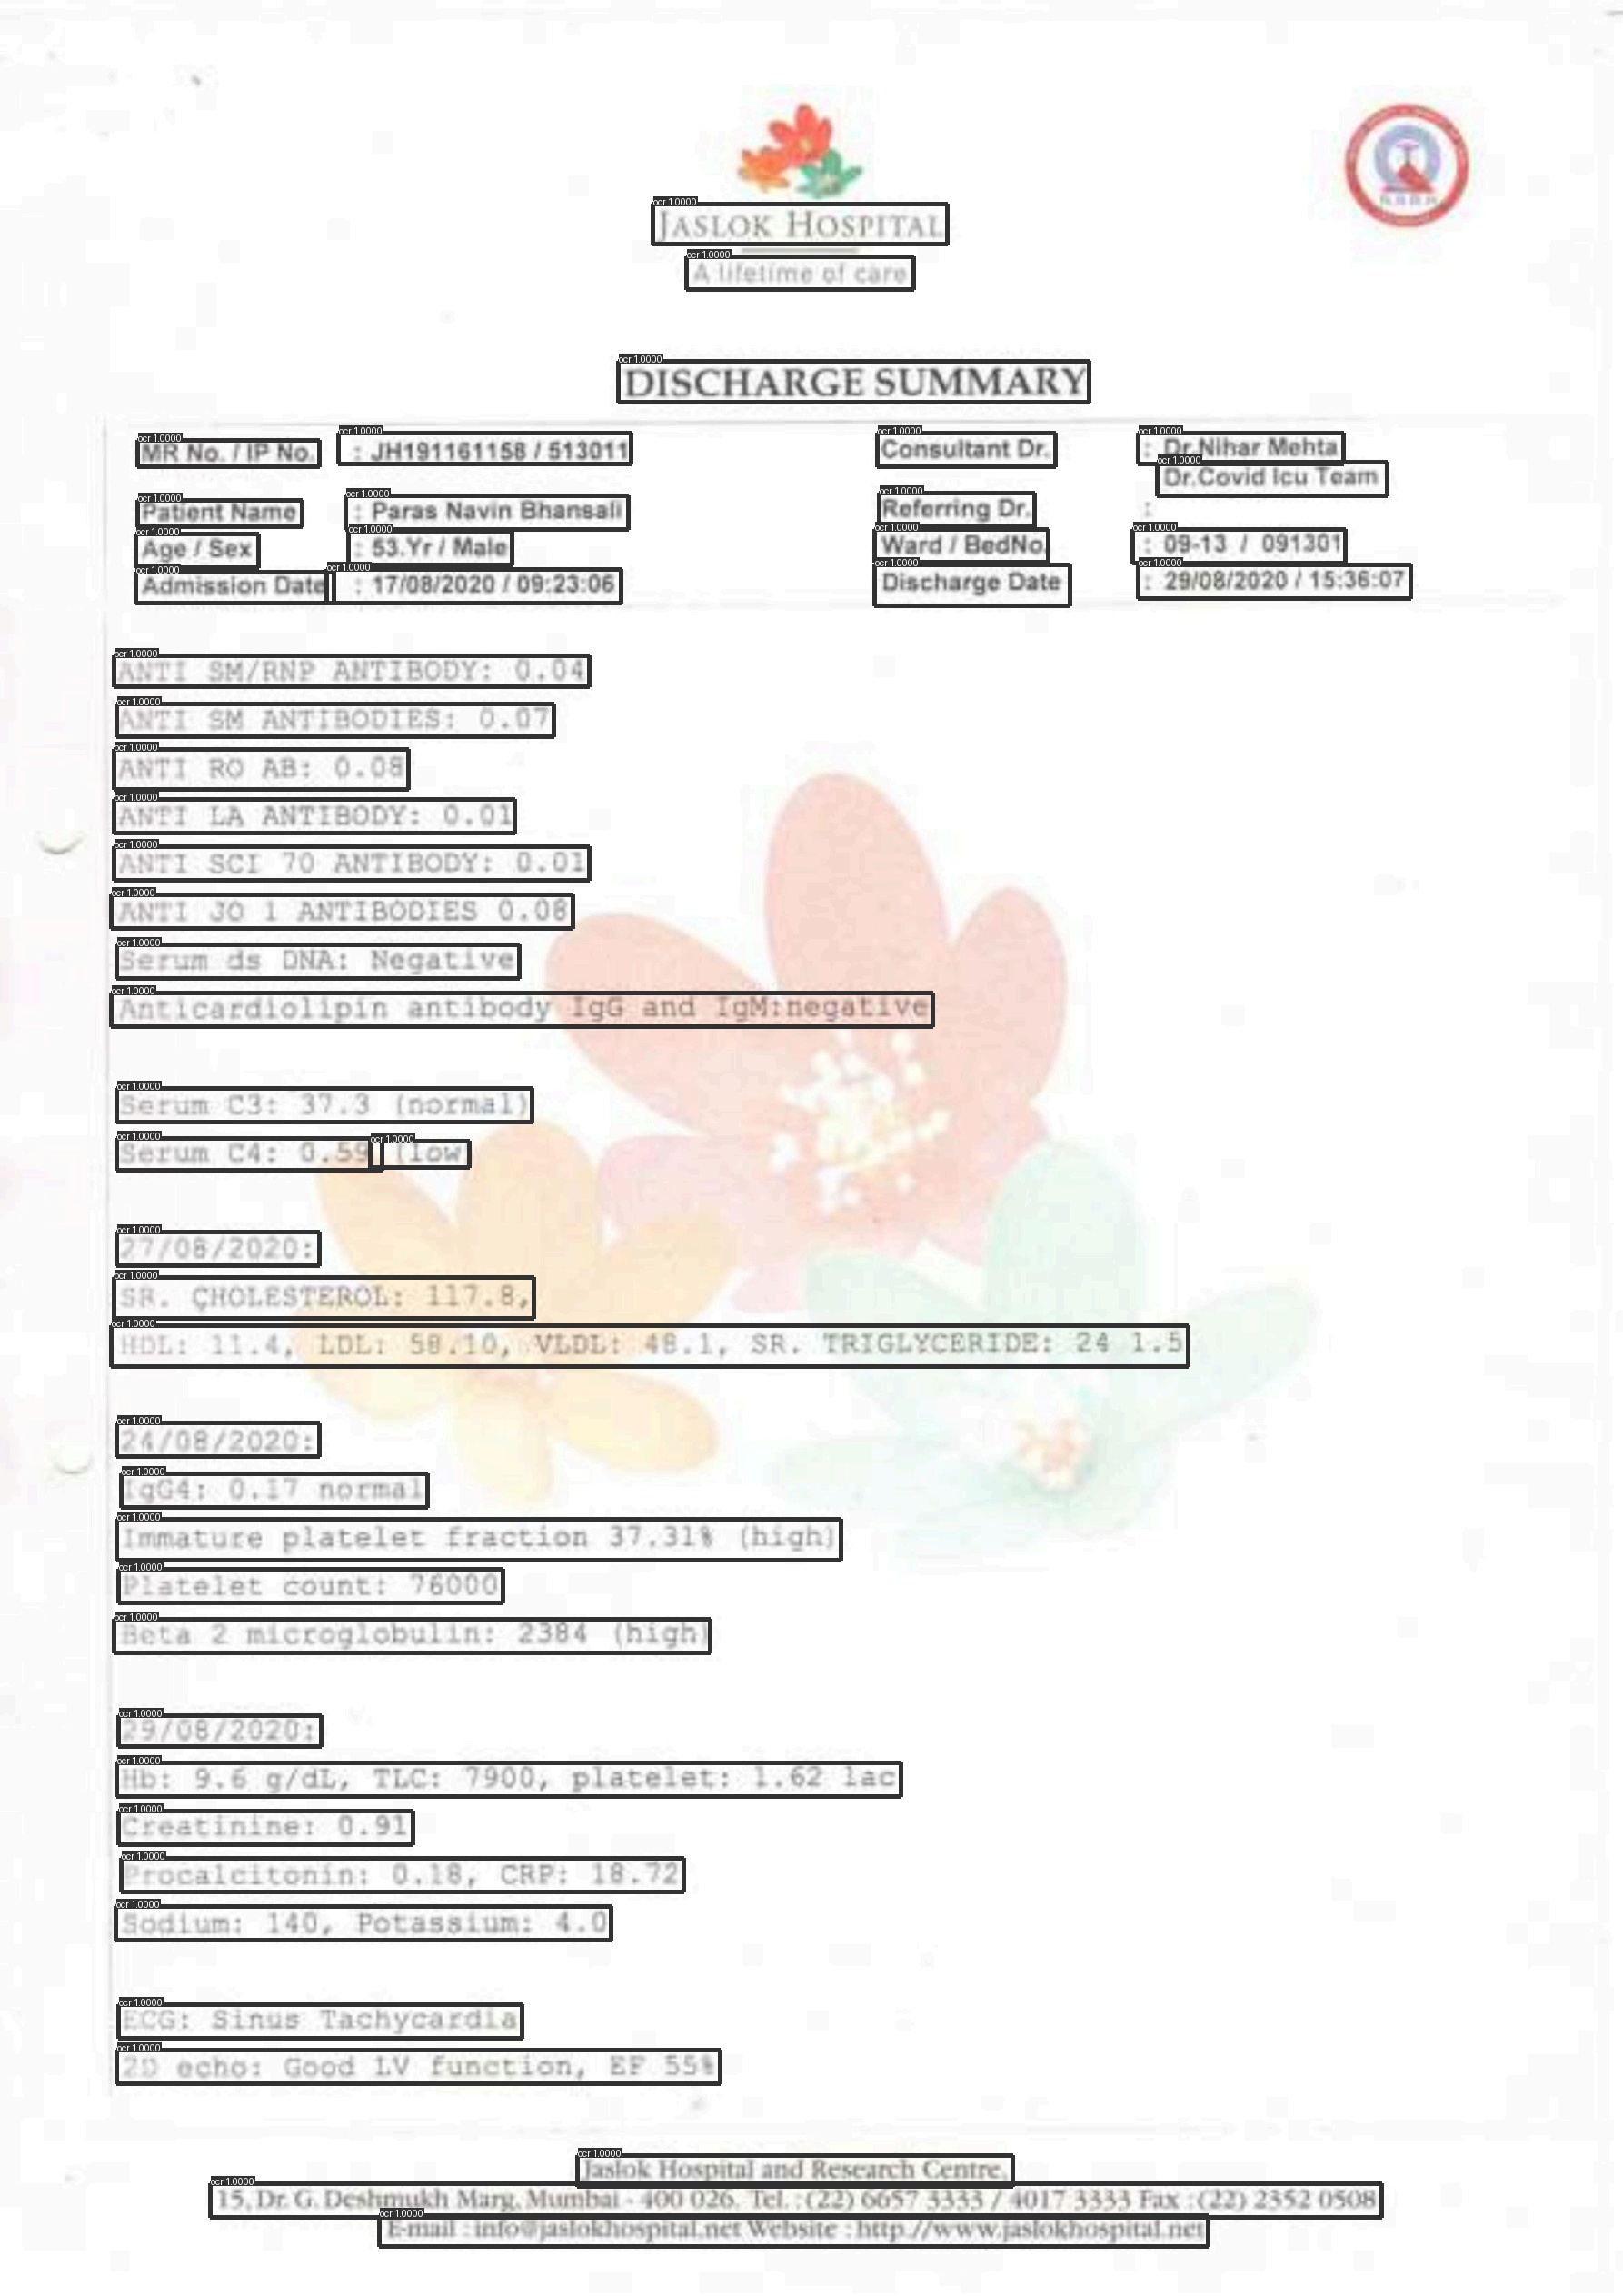 JASLOK HOSPITAL
A lifetime of care
DISCHARGE SUMMARY
MR No. / IP No. : JH191161158 / 513011 Consultant Dr. : Dr.Nihar Mehta
Dr.Covid Icu Team
Patient Name : Paras Navin Bhansali Referring Dr. :
Age / Sex : 53.Yr / Male Ward / BedNo. : 09-13 / 091301
Admission Date : 17/08/2020 / 09:23:06 Discharge Date : 29/08/2020 / 15:36:07
ANTI SM/RNP ANTIBODY: 0.04
ANTI SM ANTIBODIES: 0.07
ANTI RO AB: 0.08
ANTI LA ANTIBODY: 0.01
ANTI SCI 70 ANTIBODY: 0.01
ANTI JO 1 ANTIBODIES 0.08
Serum ds DNA: Negative
Anticardiolipin antibody IgG and IgM:negative
Serum C3: 37.3 (normal)
Serum C4: 0.59 (low)
27/08/2020:
SR. CHOLESTEROL: 117.8,
HDL: 11.4, LDL: 58.10, VLDL: 48.1, SR. TRIGLYCERIDE: 24 1.5
24/08/2020:
IgG4: 0.17 normal
Immature platelet fraction 37.31% (high)
Platelet count: 76000
Beta 2 microglobulin: 2384 (high)
29/08/2020:
Hb: 9.6 g/dL, TLC: 7900, platelet: 1.62 lac
Creatinine: 0.91
Procalcitonin: 0.18, CRP: 18.72
Sodium: 140, Potassium: 4.0
ECG: Sinus Tachycardia
2D echo: Good LV function, EF 55%
Jaslok Hospital and Research Centre,
15, Dr. G. Deshmukh Marg, Mumbai - 400 026. Tel. : (22) 6657 3333 / 4017 3333 Fax : (22) 2352 0508
E-mail : info@jaslokhospital.net Website : http.//www.jaslokhospital.net